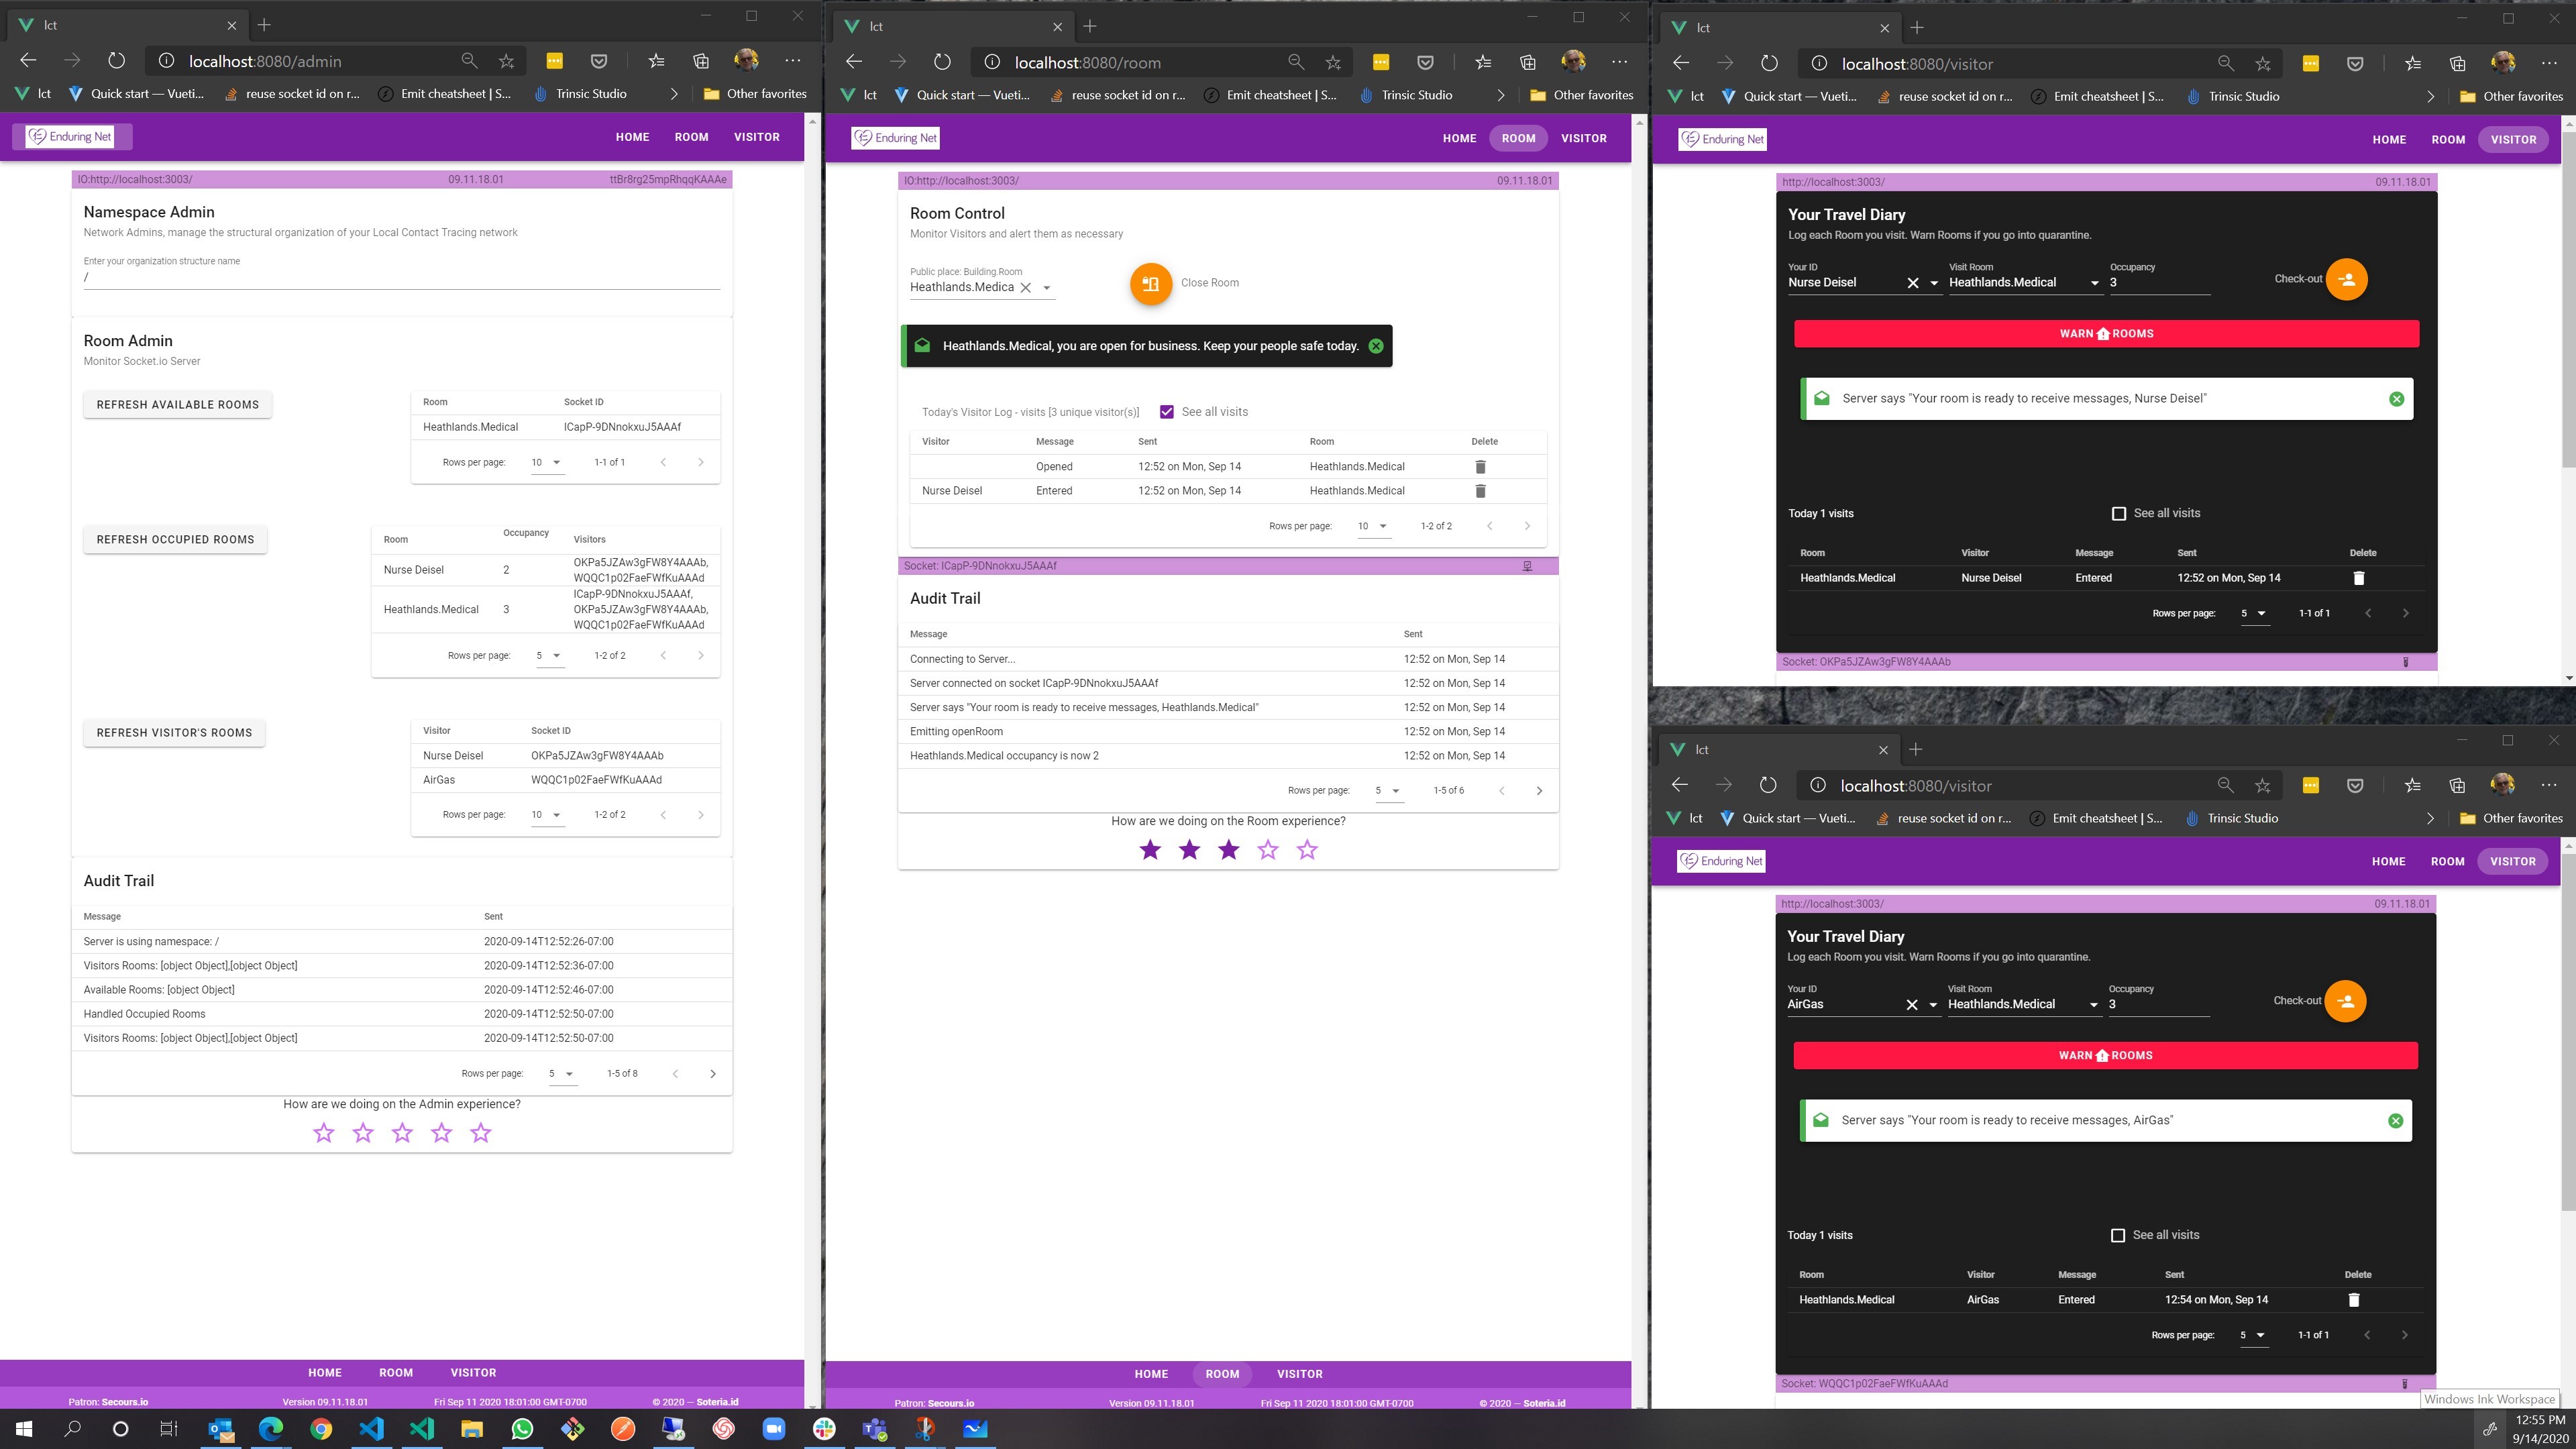 lct
localhost:8080/admin
lct Quick start — Vueti... reuse socket id on r... Emit cheatsheet | S... Trinsic Studio Other favorites
Enduring Net HOME ROOM VISITOR
IO:http://localhost:3003/ 09.11.18.01 ttBr8rg25mpRhqqKAAAe
Namespace Admin
Network Admins, manage the structural organization of your Local Contact Tracing network
Enter your organization structure name
/
Room Admin
Monitor Socket.io Server
REFRESH AVAILABLE ROOMS
Room Socket ID
Heathlands.Medical ICapP-9DNnokxuJ5AAAf
Rows per page: 10 1-1 of 1
REFRESH OCCUPIED ROOMS
Room Occupancy Visitors
Nurse Deisel 2 OKPa5JZAw3gFW8Y4AAAb,
WQQC1p02FaeFWfKuAAAd
Heathlands.Medical 3 ICapP-9DNnokxuJ5AAAf,
OKPa5JZAw3gFW8Y4AAAb,
WQQC1p02FaeFWfKuAAAd
Rows per page: 5 1-2 of 2
REFRESH VISITOR'S ROOMS
Visitor Socket ID
Nurse Deisel OKPa5JZAw3gFW8Y4AAAb
AirGas WQQC1p02FaeFWfKuAAAd
Rows per page: 10 1-2 of 2
Audit Trail
Message Sent
Server is using namespace: / 2020-09-14T12:52:26-07:00
Visitors Rooms: [object Object],[object Object] 2020-09-14T12:52:36-07:00
Available Rooms: [object Object] 2020-09-14T12:52:46-07:00
Handled Occupied Rooms 2020-09-14T12:52:50-07:00
Visitors Rooms: [object Object],[object Object] 2020-09-14T12:52:50-07:00
Rows per page: 5 1-5 of 8
How are we doing on the Admin experience?
HOME ROOM VISITOR
Patron: Secours.io Version 09.11.18.01 Fri Sep 11 2020 18:01:00 GMT-0700 © 2020 — Soteria.id
lct
localhost:8080/room
lct Quick start — Vueti... reuse socket id on r... Emit cheatsheet | S... Trinsic Studio Other favorites
Enduring Net HOME ROOM VISITOR
IO:http://localhost:3003/ 09.11.18.01
Room Control
Monitor Visitors and alert them as necessary
Public place: Building.Room
Heathlands.Medica Close Room
Heathlands.Medical, you are open for business. Keep your people safe today.
Today's Visitor Log - visits [3 unique visitor(s)] See all visits
Visitor Message Sent Room Delete
Opened 12:52 on Mon, Sep 14 Heathlands.Medical
Nurse Deisel Entered 12:52 on Mon, Sep 14 Heathlands.Medical
Rows per page: 10 1-2 of 2
Socket: ICapP-9DNnokxuJ5AAAf
Audit Trail
Message Sent
Connecting to Server... 12:52 on Mon, Sep 14
Server connected on socket ICapP-9DNnokxuJ5AAAf 12:52 on Mon, Sep 14
Server says "Your room is ready to receive messages, Heathlands.Medical" 12:52 on Mon, Sep 14
Emitting openRoom 12:52 on Mon, Sep 14
Heathlands.Medical occupancy is now 2 12:52 on Mon, Sep 14
Rows per page: 5 1-5 of 6
How are we doing on the Room experience?
HOME ROOM VISITOR
Patron: Secours.io Version 09.11.18.01 Fri Sep 11 2020 18:01:00 GMT-0700 © 2020 — Soteria.id
lct
localhost:8080/visitor
lct Quick start — Vueti... reuse socket id on r... Emit cheatsheet | S... Trinsic Studio Other favorites
Enduring Net HOME ROOM VISITOR
http://localhost:3003/ 09.11.18.01
Your Travel Diary
Log each Room you visit. Warn Rooms if you go into quarantine.
Your ID Visit Room Occupancy
Nurse Deisel Heathlands.Medical 3 Check-out
WARN ROOMS
Server says "Your room is ready to receive messages, Nurse Deisel"
Today 1 visits See all visits
Room Visitor Message Sent Delete
Heathlands.Medical Nurse Deisel Entered 12:52 on Mon, Sep 14
Rows per page: 5 1-1 of 1
Socket: OKPa5JZAw3gFW8Y4AAAb
lct
localhost:8080/visitor
lct Quick start — Vueti... reuse socket id on r... Emit cheatsheet | S... Trinsic Studio Other favorites
Enduring Net HOME ROOM VISITOR
http://localhost:3003/ 09.11.18.01
Your Travel Diary
Log each Room you visit. Warn Rooms if you go into quarantine.
Your ID Visit Room Occupancy
AirGas Heathlands.Medical 3 Check-out
WARN ROOMS
Server says "Your room is ready to receive messages, AirGas"
Today 1 visits See all visits
Room Visitor Message Sent Delete
Heathlands.Medical AirGas Entered 12:54 on Mon, Sep 14
Rows per page: 5 1-1 of 1
Socket: WQQC1p02FaeFWfKuAAAd
Windows Ink Workspace
12:55 PM
9/14/2020